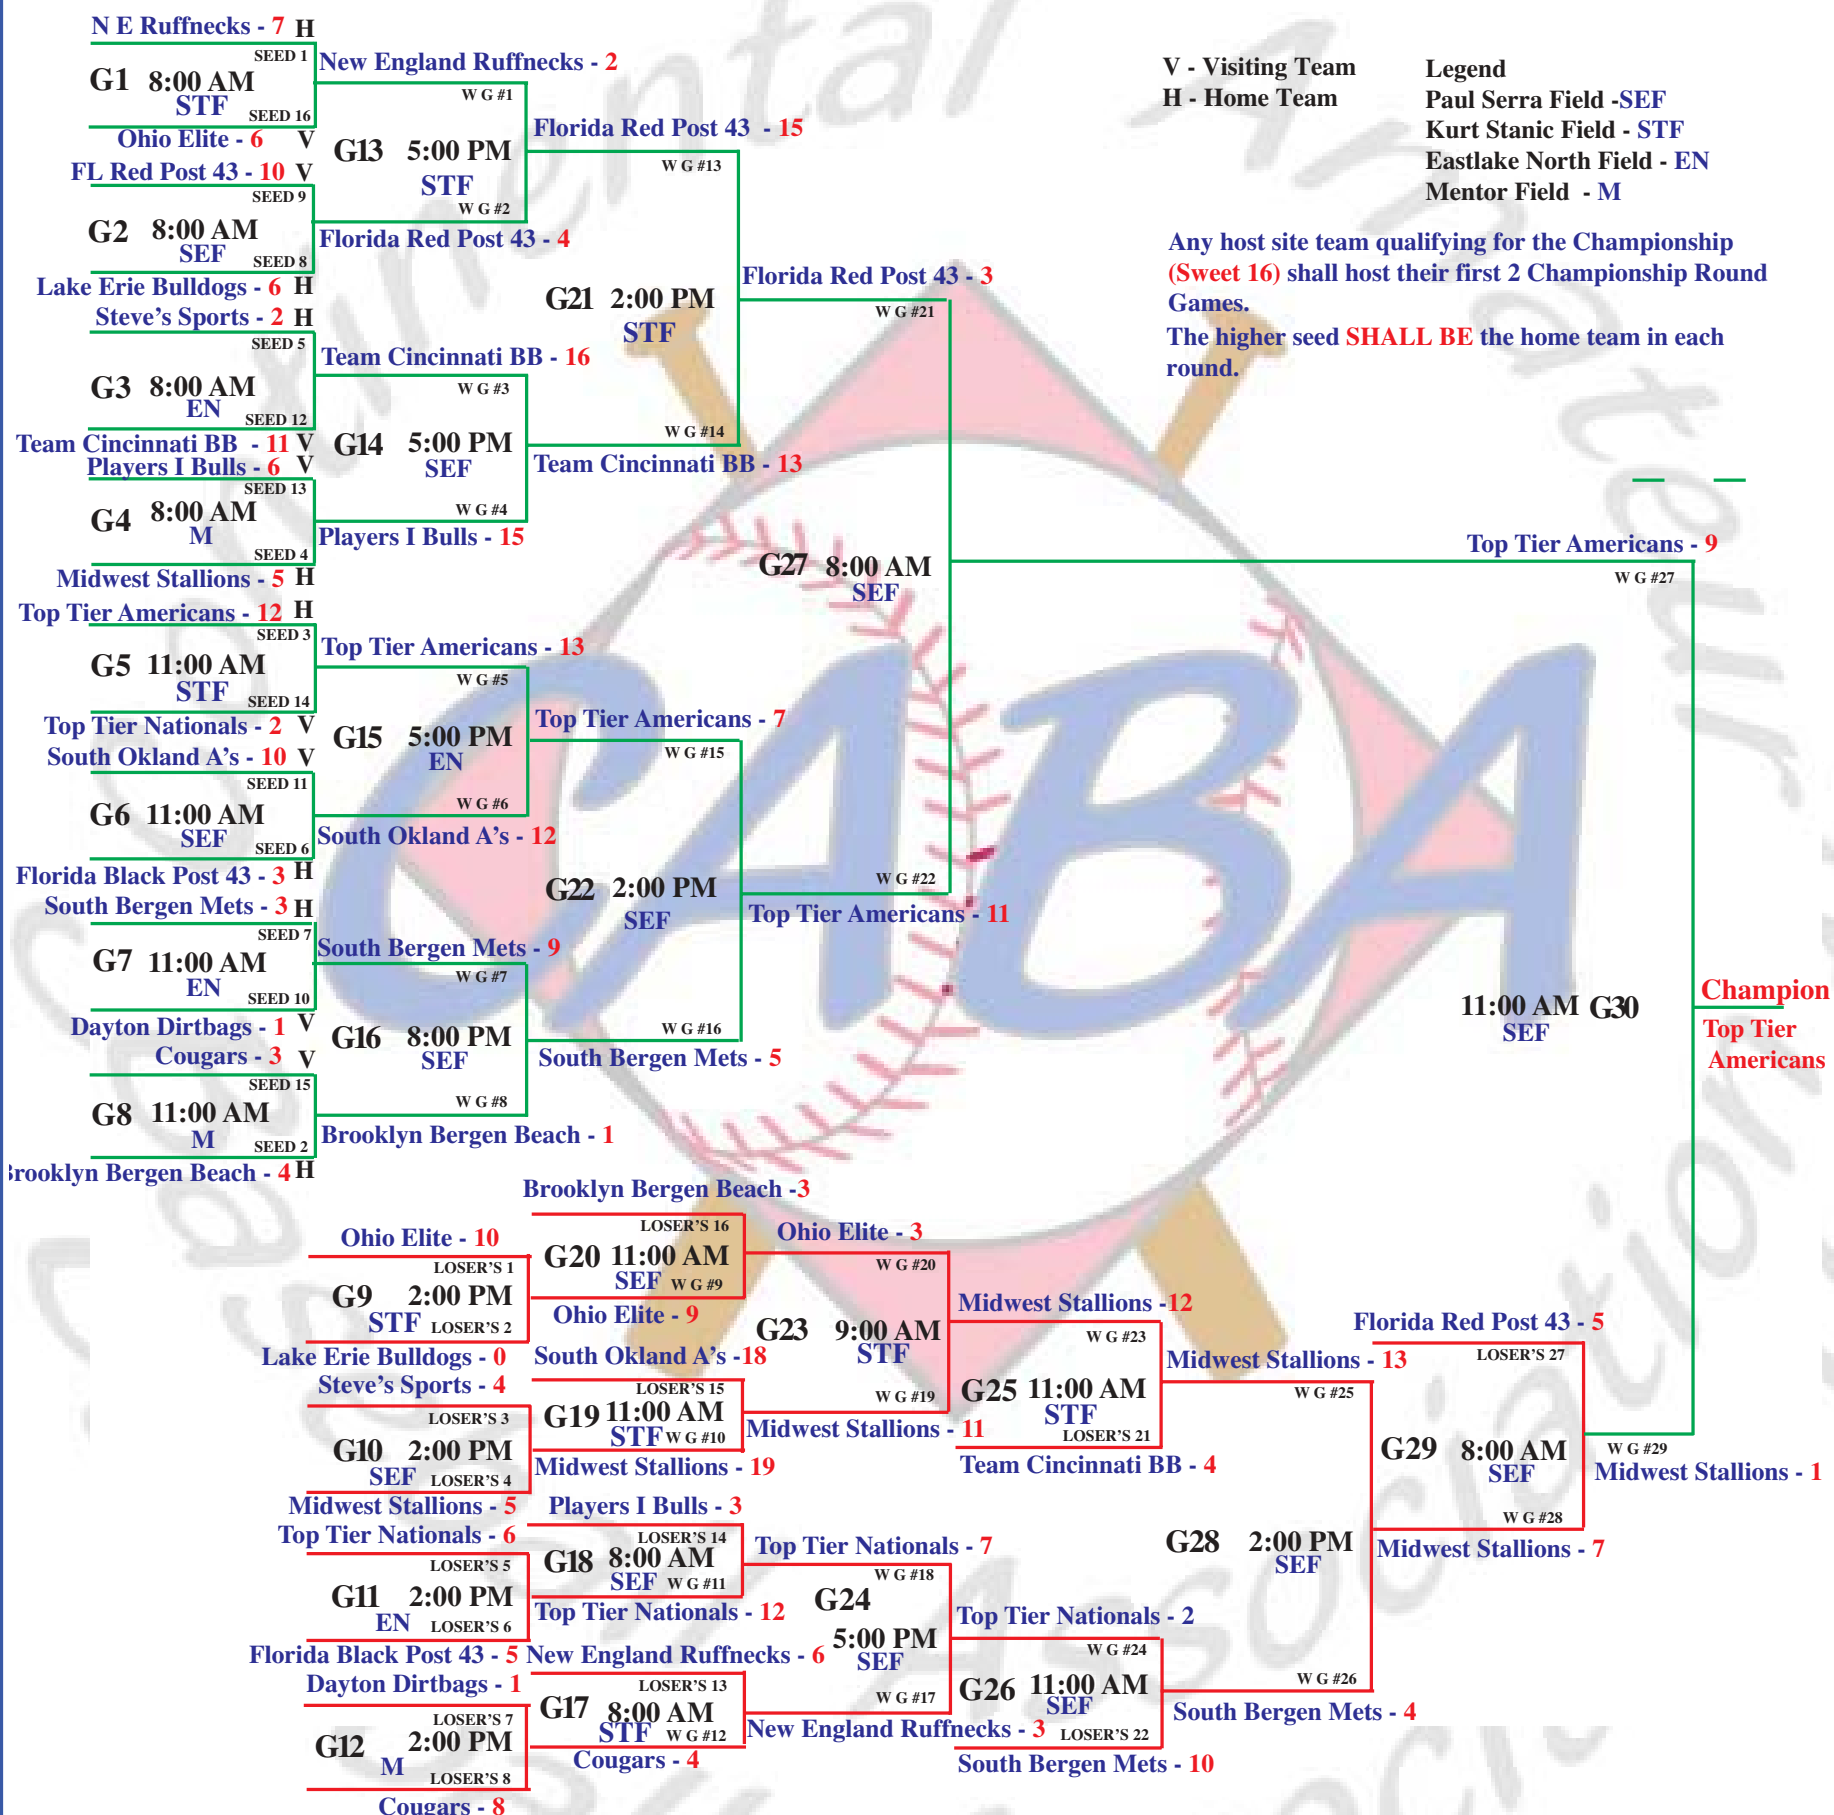 N E Ruffnecks - 7 H
SEED 1
G1 8:00 AM
STF
SEED 16
Ohio Elite - 6 V
FL Red Post 43 - 10 V
SEED 9
G2 8:00 AM
SEF
SEED 8
Lake Erie Bulldogs - 6 H
Steve's Sports - 2 H
SEED 5
G3 8:00 AM
EN
SEED 12
Team Cincinnati BB - 11 V
Players I Bulls - 6 V
SEED 13
G4 8:00 AM
M
SEED 4
Midwest Stallions - 5 H
Top Tier Americans - 12 H
SEED 3
G5 11:00 AM
STF
SEED 14
Top Tier Nationals - 2 V
South Okland A's - 10 V
SEED 11
G6 11:00 AM
SEF
SEED 6
Florida Black Post 43 - 3 H
South Bergen Mets - 3 H
SEED 7
G7 11:00 AM
EN
SEED 10
Dayton Dirtbags - 1 V
Cougars - 3 V
SEED 15
G8 11:00 AM
M
SEED 2
Brooklyn Bergen Beach - 4 H
New England Ruffnecks - 2
W G #1
G13 5:00 PM
STF
W G #2
Florida Red Post 43 - 4
Team Cincinnati BB - 16
W G #3
G14 5:00 PM
SEF
W G #4
Players I Bulls - 15
Top Tier Americans - 13
W G #5
G15 5:00 PM
EN
W G #6
South Okland A's - 12
South Bergen Mets - 9
W G #7
G16 8:00 PM
SEF
W G #8
Brooklyn Bergen Beach - 1
Florida Red Post 43 - 15
W G #13
G21 2:00 PM
STF
W G #14
Team Cincinnati BB - 13
Top Tier Americans - 7
W G #15
G22 2:00 PM
SEF
W G #16
South Bergen Mets - 5
Florida Red Post 43 - 3
W G #21
G27 8:00 AM
SEF
W G #22
Top Tier Americans - 11
V - Visiting Team
H - Home Team
Legend
Paul Serra Field -SEF
Kurt Stanic Field - STF
Eastlake North Field - EN
Mentor Field - M
Any host site team qualifying for the Championship
(Sweet 16) shall host their first 2 Championship Round
Games.
The higher seed SHALL BE the home team in each
round.
Top Tier Americans - 9
W G #27
11:00 AM G30
SEF
Champion
Top Tier
Americans
Ohio Elite - 10
LOSER'S 1
G9 2:00 PM
STF LOSER'S 2
Lake Erie Bulldogs - 0
Steve's Sports - 4
LOSER'S 3
G10 2:00 PM
SEF LOSER'S 4
Midwest Stallions - 5
Top Tier Nationals - 6
LOSER'S 5
G11 2:00 PM
EN LOSER'S 6
Florida Black Post 43 - 5
Dayton Dirtbags - 1
LOSER'S 7
G12 2:00 PM
M LOSER'S 8
Cougars - 8
Brooklyn Bergen Beach -3
LOSER'S 16
G20 11:00 AM
SEF W G #9
Ohio Elite - 9
South Okland A's -18
LOSER'S 15
G19 11:00 AM
STF W G #10
Midwest Stallions - 19
Players I Bulls - 3
LOSER'S 14
G18 8:00 AM
SEF W G #11
Top Tier Nationals - 12
New England Ruffnecks - 6
LOSER'S 13
G17 8:00 AM
STF W G #12
Cougars - 4
Ohio Elite - 3
W G #20
G23 9:00 AM
STF
W G #19
Midwest Stallions - 11
Top Tier Nationals - 7
W G #18
G24
5:00 PM
SEF
W G #17
New England Ruffnecks - 3
Midwest Stallions -12
W G #23
G25 11:00 AM
STF
LOSER'S 21
Team Cincinnati BB - 4
Top Tier Nationals - 2
W G #24
G26 11:00 AM
SEF
LOSER'S 22
South Bergen Mets - 10
Midwest Stallions - 13
W G #25
G28 2:00 PM
SEF
W G #26
South Bergen Mets - 4
Florida Red Post 43 - 5
LOSER'S 27
G29 8:00 AM
SEF
W G #28
Midwest Stallions - 7
W G #29
Midwest Stallions - 1
CABA
Continental Amateur
Baseball Association